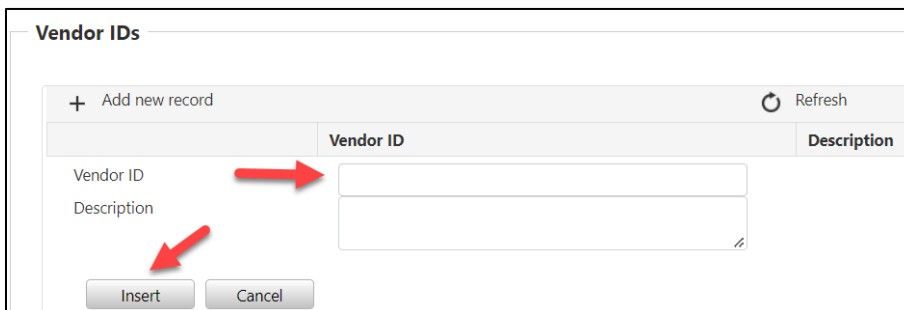 Vendor IDs
Add new record Refresh
Vendor ID Description
Vendor ID
Description
Insert Cancel